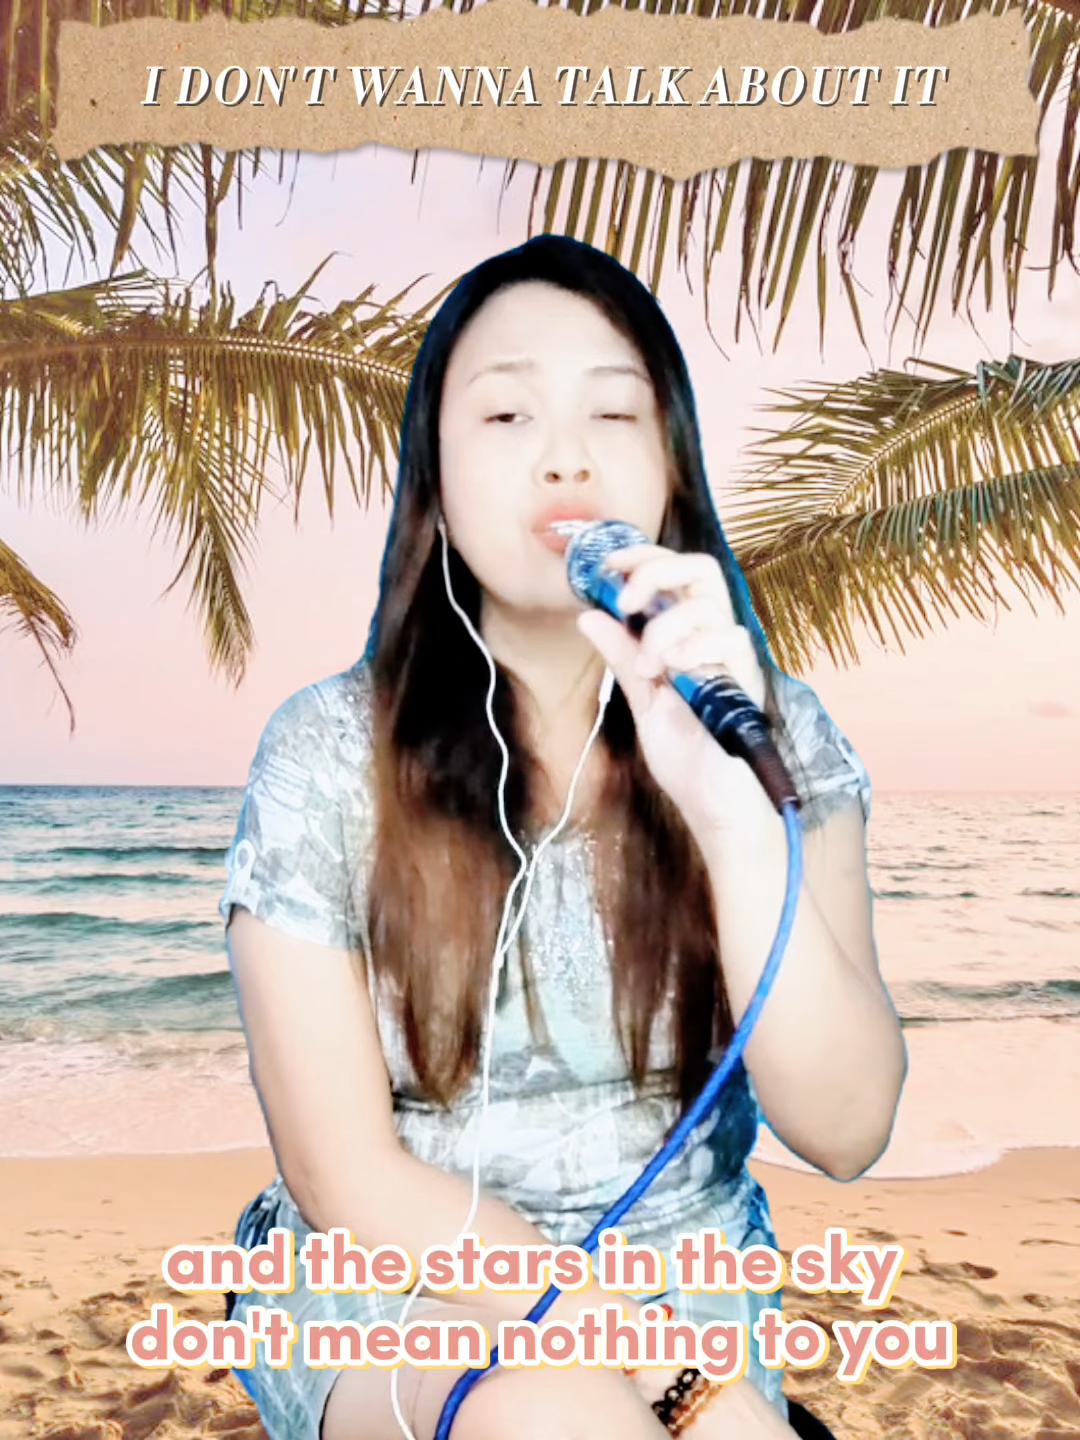 I DON'T WANNA TALK ABOUT IT
and the stars in the sky
don't mean nothing to you